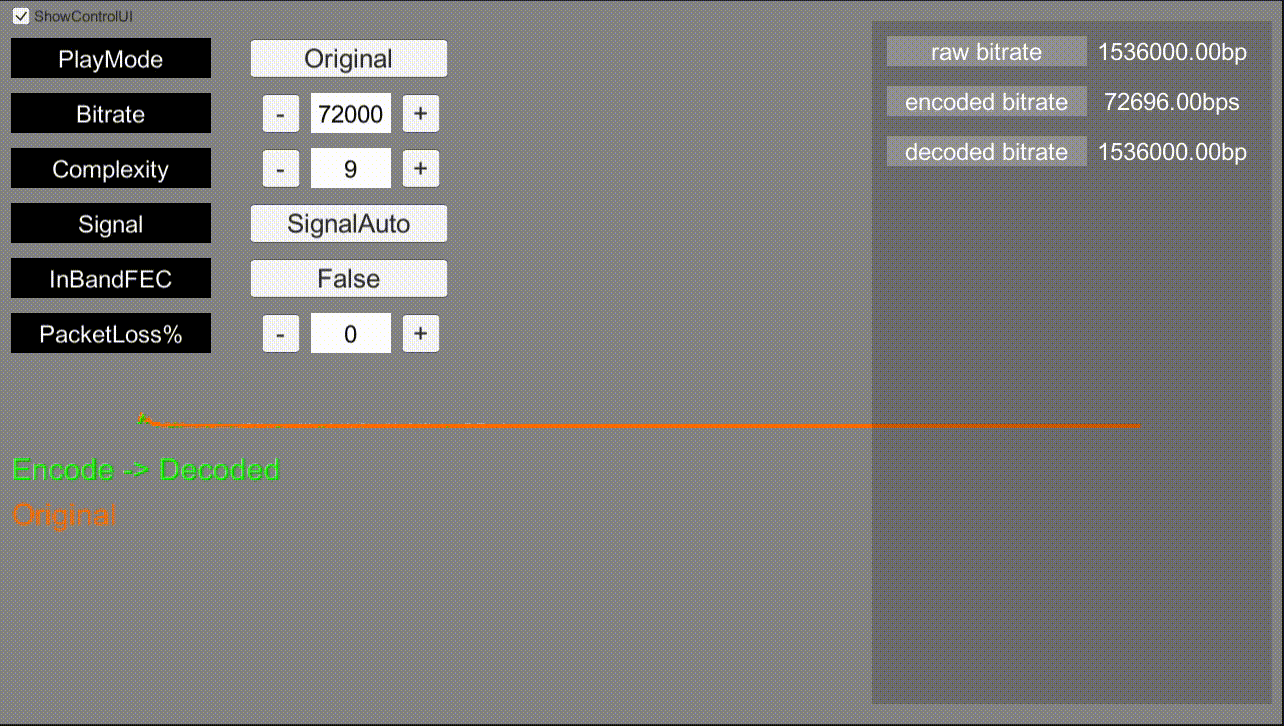 ShowControlUI
PlayMode Original
Bitrate - 72000 +
Complexity - 9 +
Signal SignalAuto
InBandFEC False
PacketLoss% - 0 +
raw bitrate 1536000.00bp
encoded bitrate 72696.00bps
decoded bitrate 1536000.00bp
Encode -> Decoded
Original